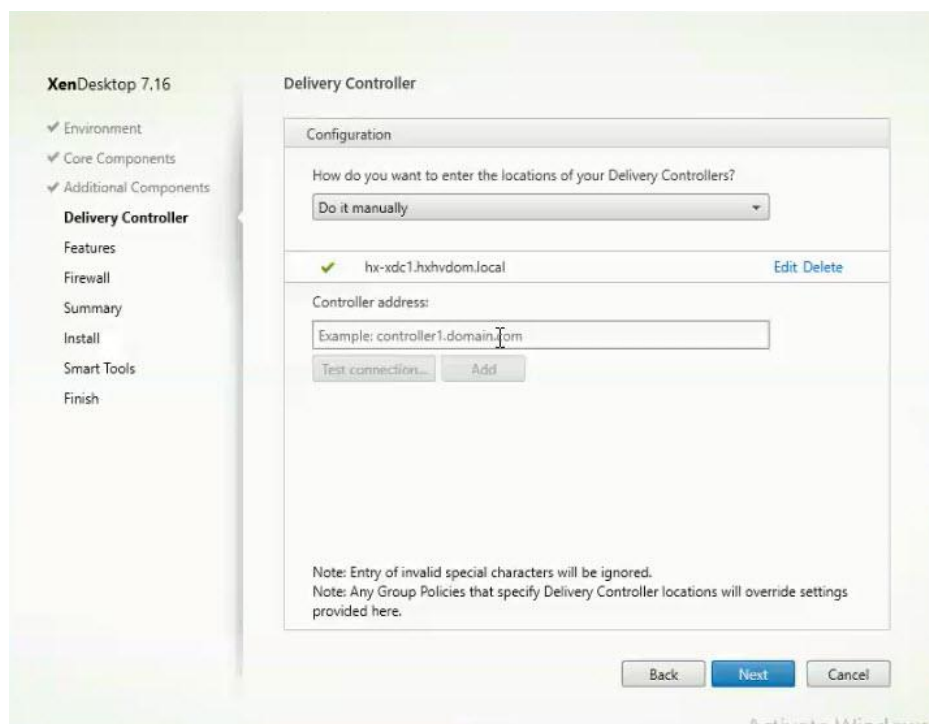 XenDesktop 7.16
Environment
Core Components
Additional Components
Delivery Controller
Features
Firewall
Summary
Install
Smart Tools
Finish
Delivery Controller
Configuration
How do you want to enter the locations of your Delivery Controllers?
Do it manually
hx-xdc1.hxhvdom.local Edit Delete
Controller address:
Example: controller1.domain.com
Test connection... Add
Note: Entry of invalid special characters will be ignored.
Note: Any Group Policies that specify Delivery Controller locations will override settings
provided here.
Back Next Cancel
Activate Windows